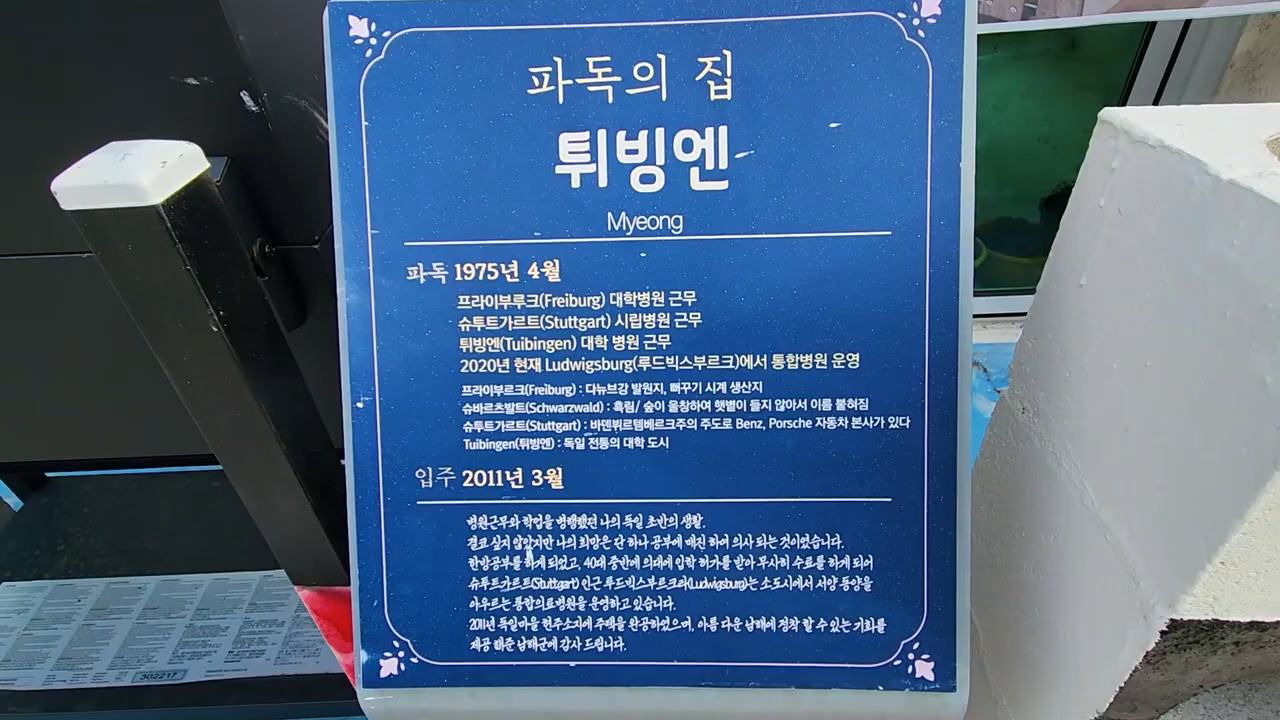 파독의 집
튀빙엔
Myeong
파독 1975년 4월
프라이부루크(Freiburg) 대학병원 근무
슈투트가르트(Stuttgart) 시립병원 근무
튀빙엔(Tuibingen) 대학 병원 근무
2020년 현재 Ludwigsburg(루드빅스부르크)에서 통합병원 운영
프라이부르크(Freiburg) : 다뉴브강 발원지, 뻐꾸기 시계 생산지
슈바르츠발트(Schwarzwald) : 흑림/ 숲이 울창하여 햇볕이 들지 않아서 이름 붙혀짐
슈투트가르트(Stuttgart) : 바덴뷔르템베르크주의 주도로 Benz, Porsche 자동차 본사가 있다
Tuibingen(튀빙엔) : 독일 전통의 대학 도시
입주 2011년 3월
병원근무와 학업을 병행했던 나의 독일 초반의 생활.
결코 싶지 않았지만 나의 희망은 단 하나 공부에 매진 하여 의사 되는 것이었습니다.
한방공부를 하게 되었고, 40대 중반에 의대에 입학 허가를 받아 무사히 수료를 하게 되어
슈투트가르트(Stuttgart) 인근 루드빅스부르크라(Ludwigsburg)는 소도시에서 서양 동양을
아우르는 통합의료병원을 운영하고 있습니다.
2011년 독일마을 현주소지에 주택을 완공하였으며, 아름 다운 남해에 정착 할 수 있는 기회를
제공 해준 남해군에 감사 드립니다.
302217